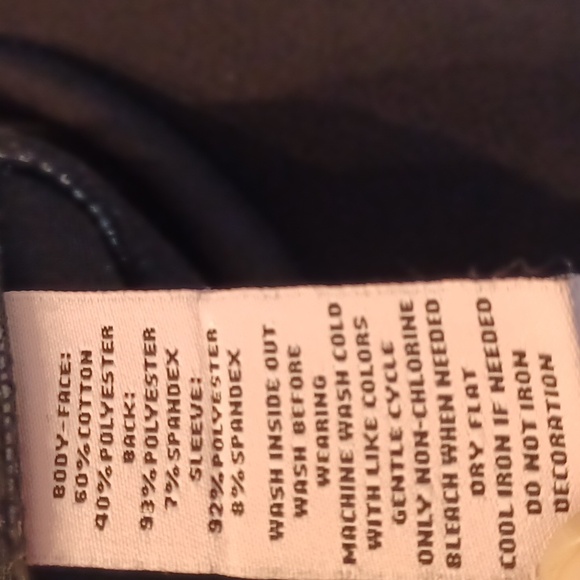 BODY-FACE:
60% COTTON
40% POLYESTER
BACK:
93% POLYESTER
7% SPANDEX
SLEEVE:
92% POLYESTER
8% SPANDEX
WASH INSIDE OUT
WASH BEFORE
WEARING
MACHINE WASH COLD
WITH LIKE COLORS
GENTLE CYCLE
ONLY NON-CHLORINE
BLEACH WHEN NEEDED
DRY FLAT
COOL IRON IF NEEDED
DO NOT IRON
DECORATION